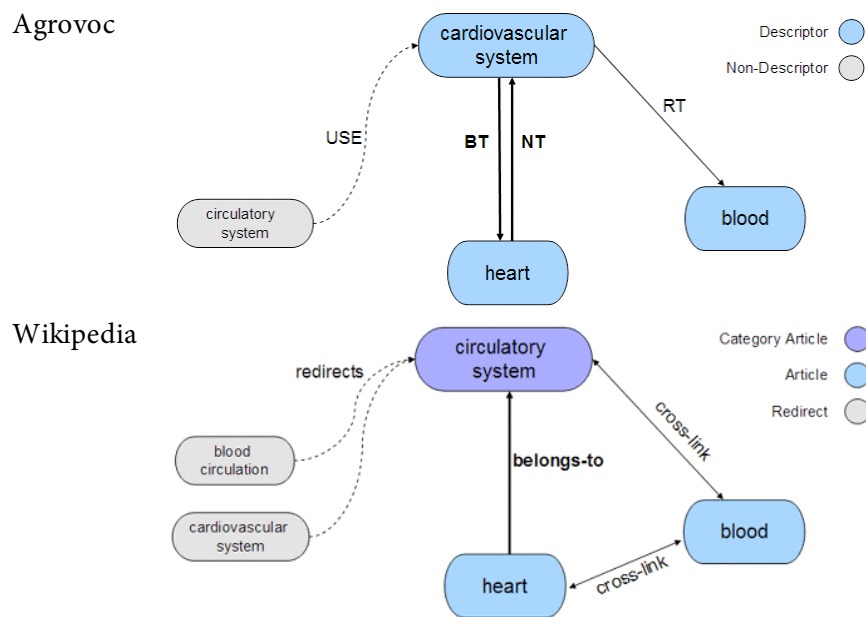 Agrovoc
cardiovascular
system
Descriptor
Non-Descriptor
USE
BT
NT
RT
circulatory
system
blood
heart
Wikipedia
circulatory
system
Category Article
Article
Redirect
redirects
cross-link
blood
circulation
belongs-to
cardiovascular
system
blood
heart
cross-link